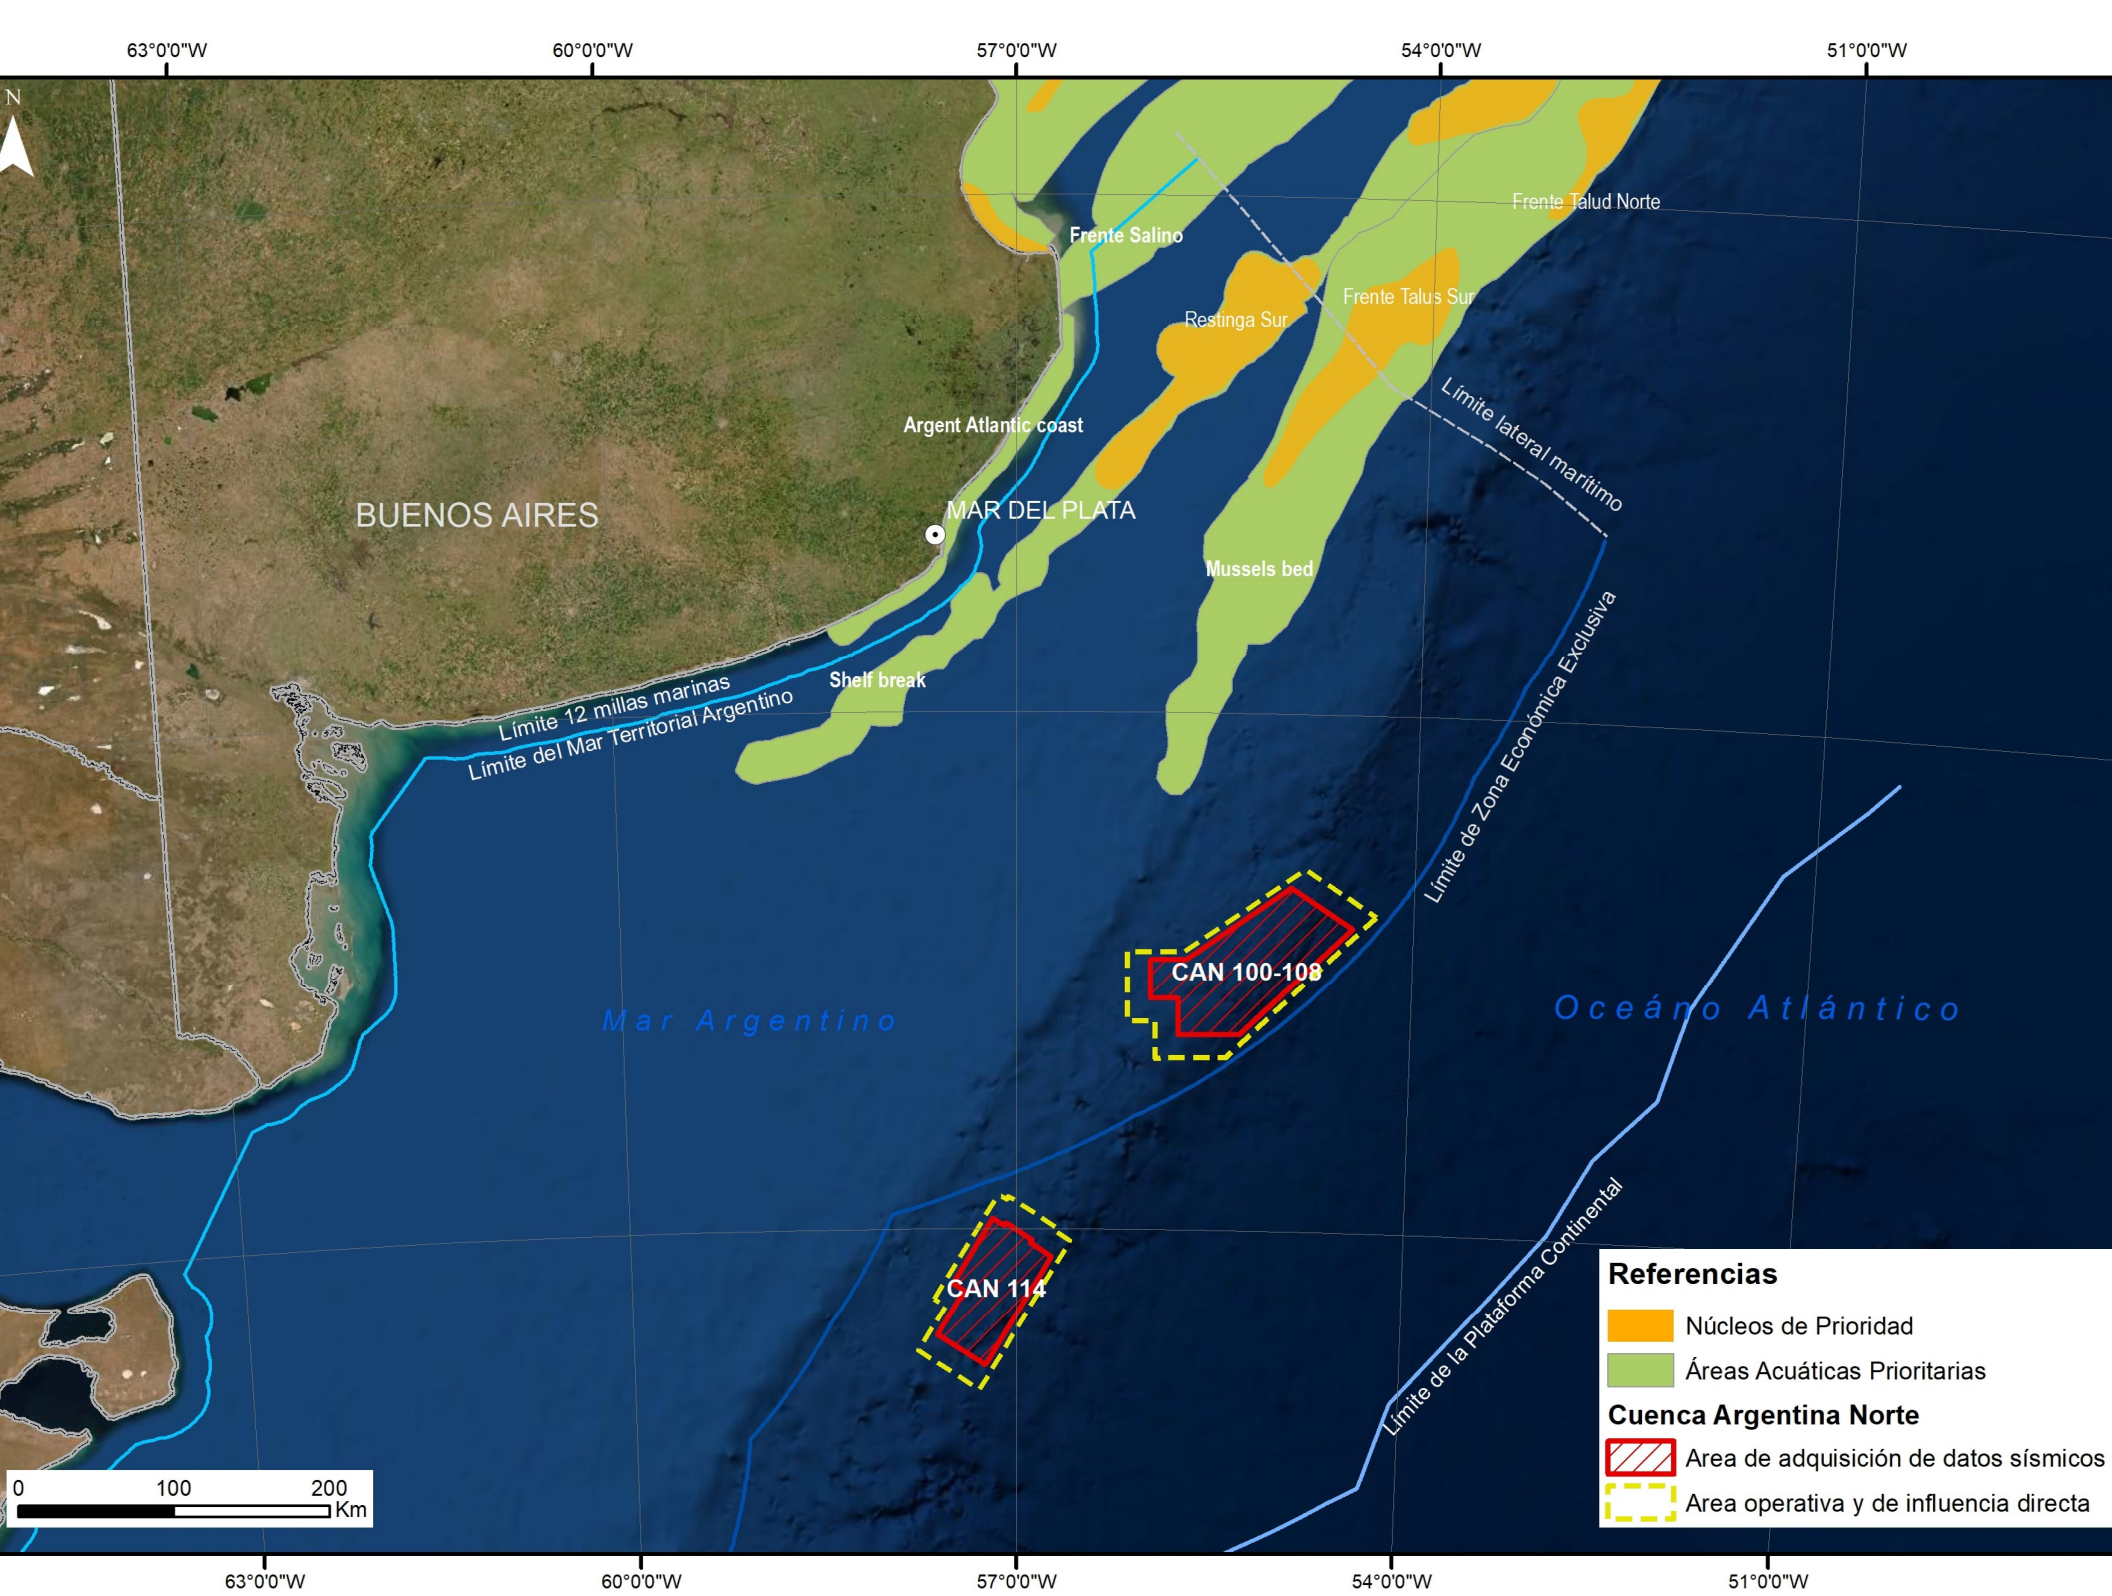 63°0'0"W
60°0'0"W
57°0'0"W
54°0'0"W
51°0'0"W
N
Frente Talud Norte
Frente Salino
Frente Talus Sur
Restinga Sur
Límite lateral marítimo
Argent Atlantic coast
BUENOS AIRES
MAR DEL PLATA
Mussels bed
Límite de Zona Económica Exclusiva
Shelf break
Límite 12 millas marinas
Límite del Mar Territorial Argentino
CAN 100-108
Mar Argentino
Oceáno Atlántico
CAN 114
Límite de la Plataforma Continental
Referencias
Núcleos de Prioridad
Áreas Acuáticas Prioritarias
Cuenca Argentina Norte
Area de adquisición de datos sísmicos
Area operativa y de influencia directa
0 100 200
Km
63°0'0"W
60°0'0"W
57°0'0"W
54°0'0"W
51°0'0"W